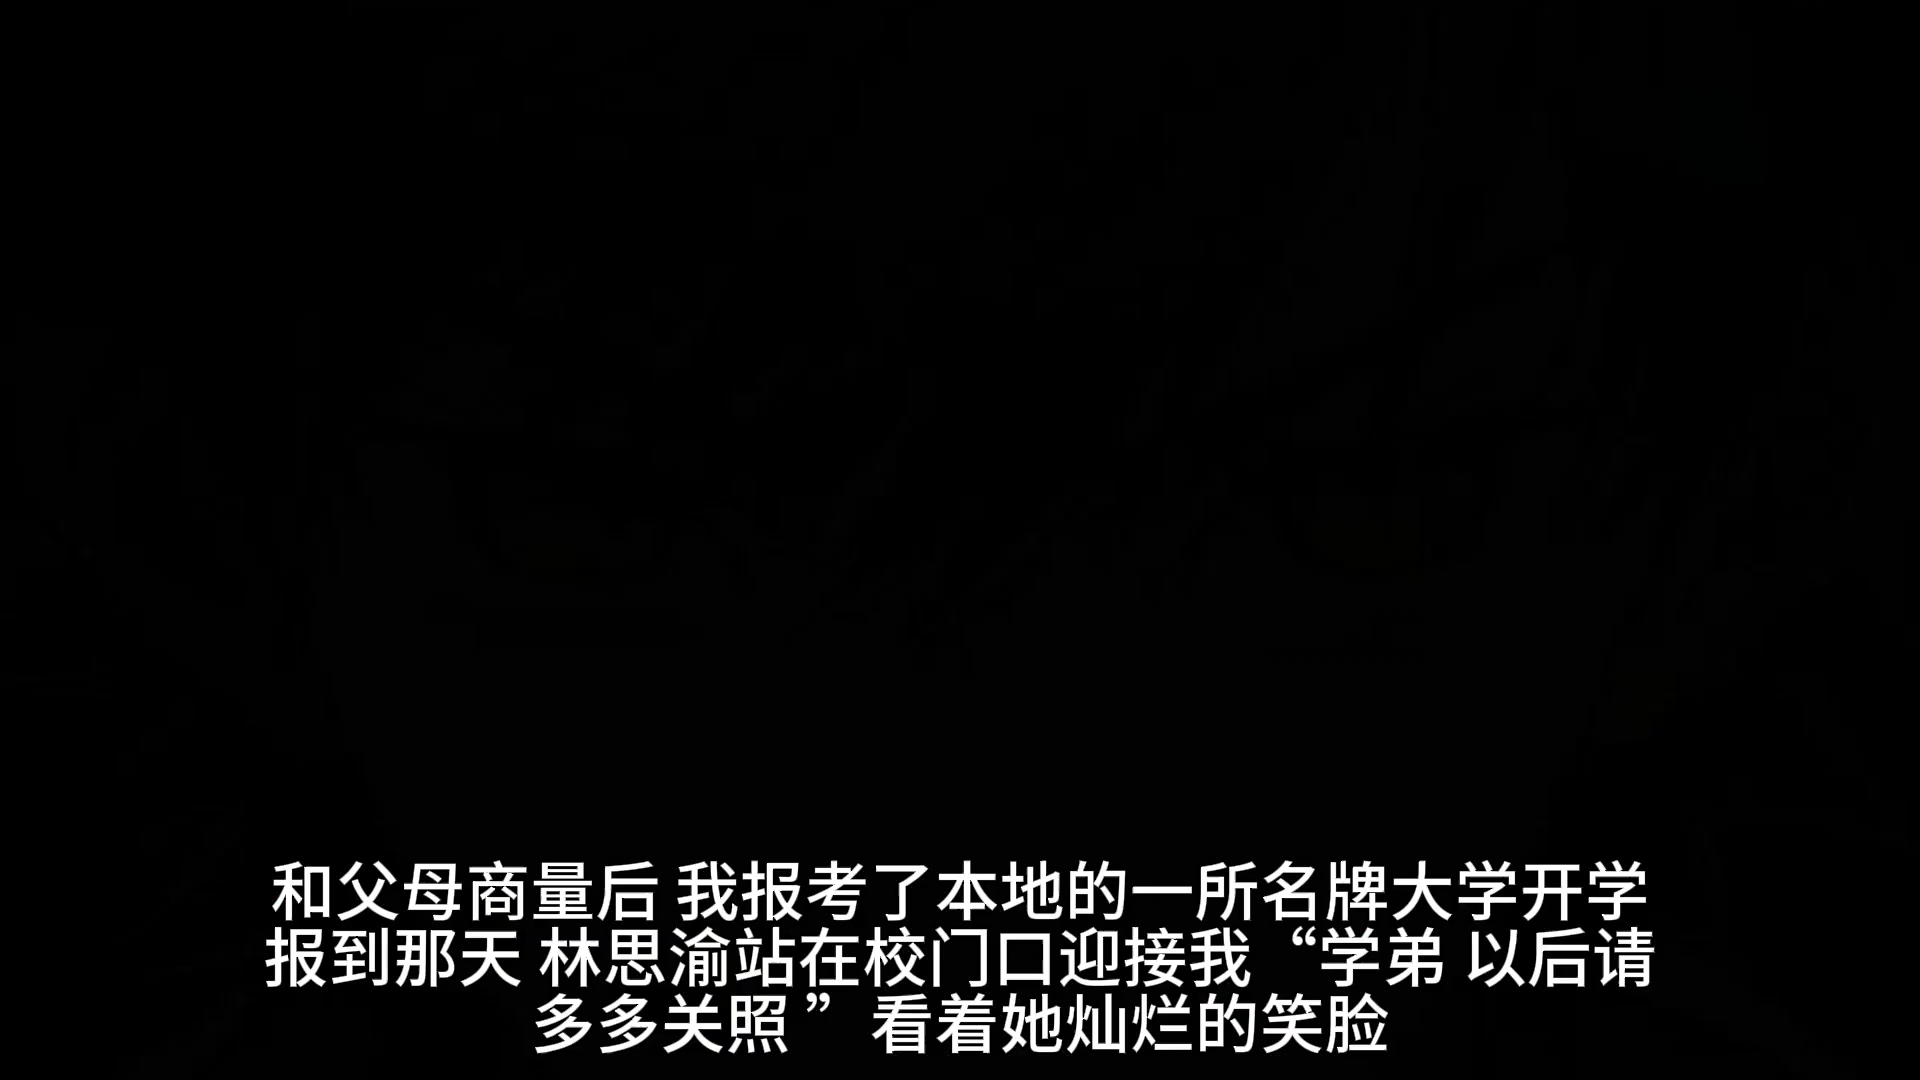 和父母商量后 我报考了本地的一所名牌大学开学
报到那天 林思渝站在校门口迎接我 “学弟 以后请
多多关照 ” 看着她灿烂的笑脸